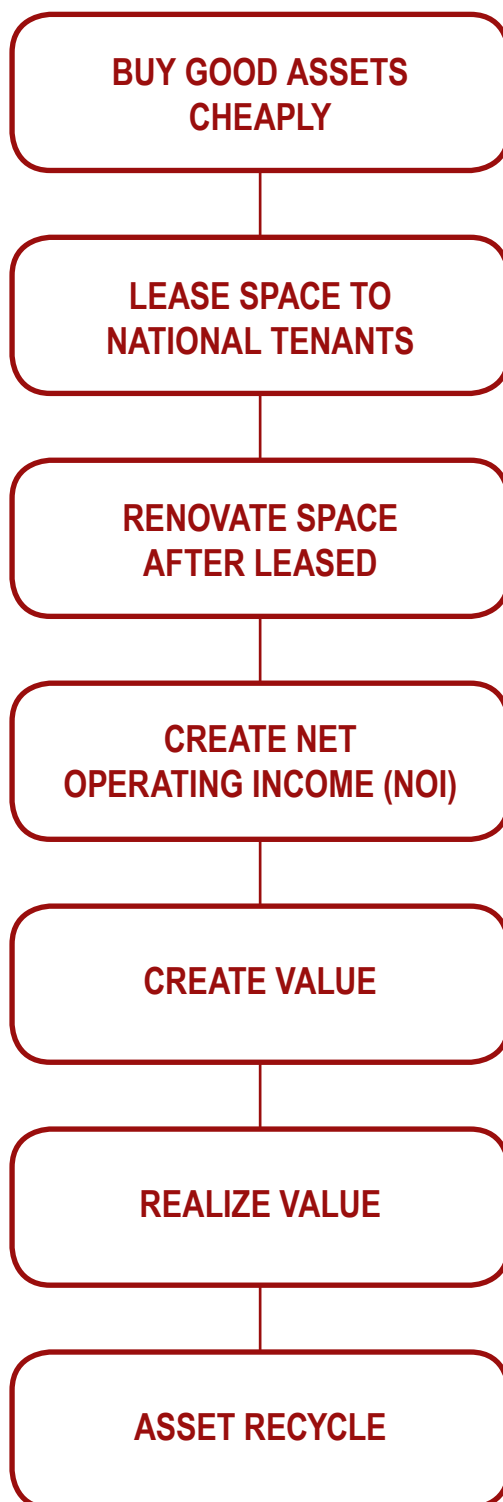 BUY GOOD ASSETS
CHEAPLY
LEASE SPACE TO
NATIONAL TENANTS
RENOVATE SPACE
AFTER LEASED
CREATE NET
OPERATING INCOME (NOI)
CREATE VALUE
REALIZE VALUE
ASSET RECYCLE